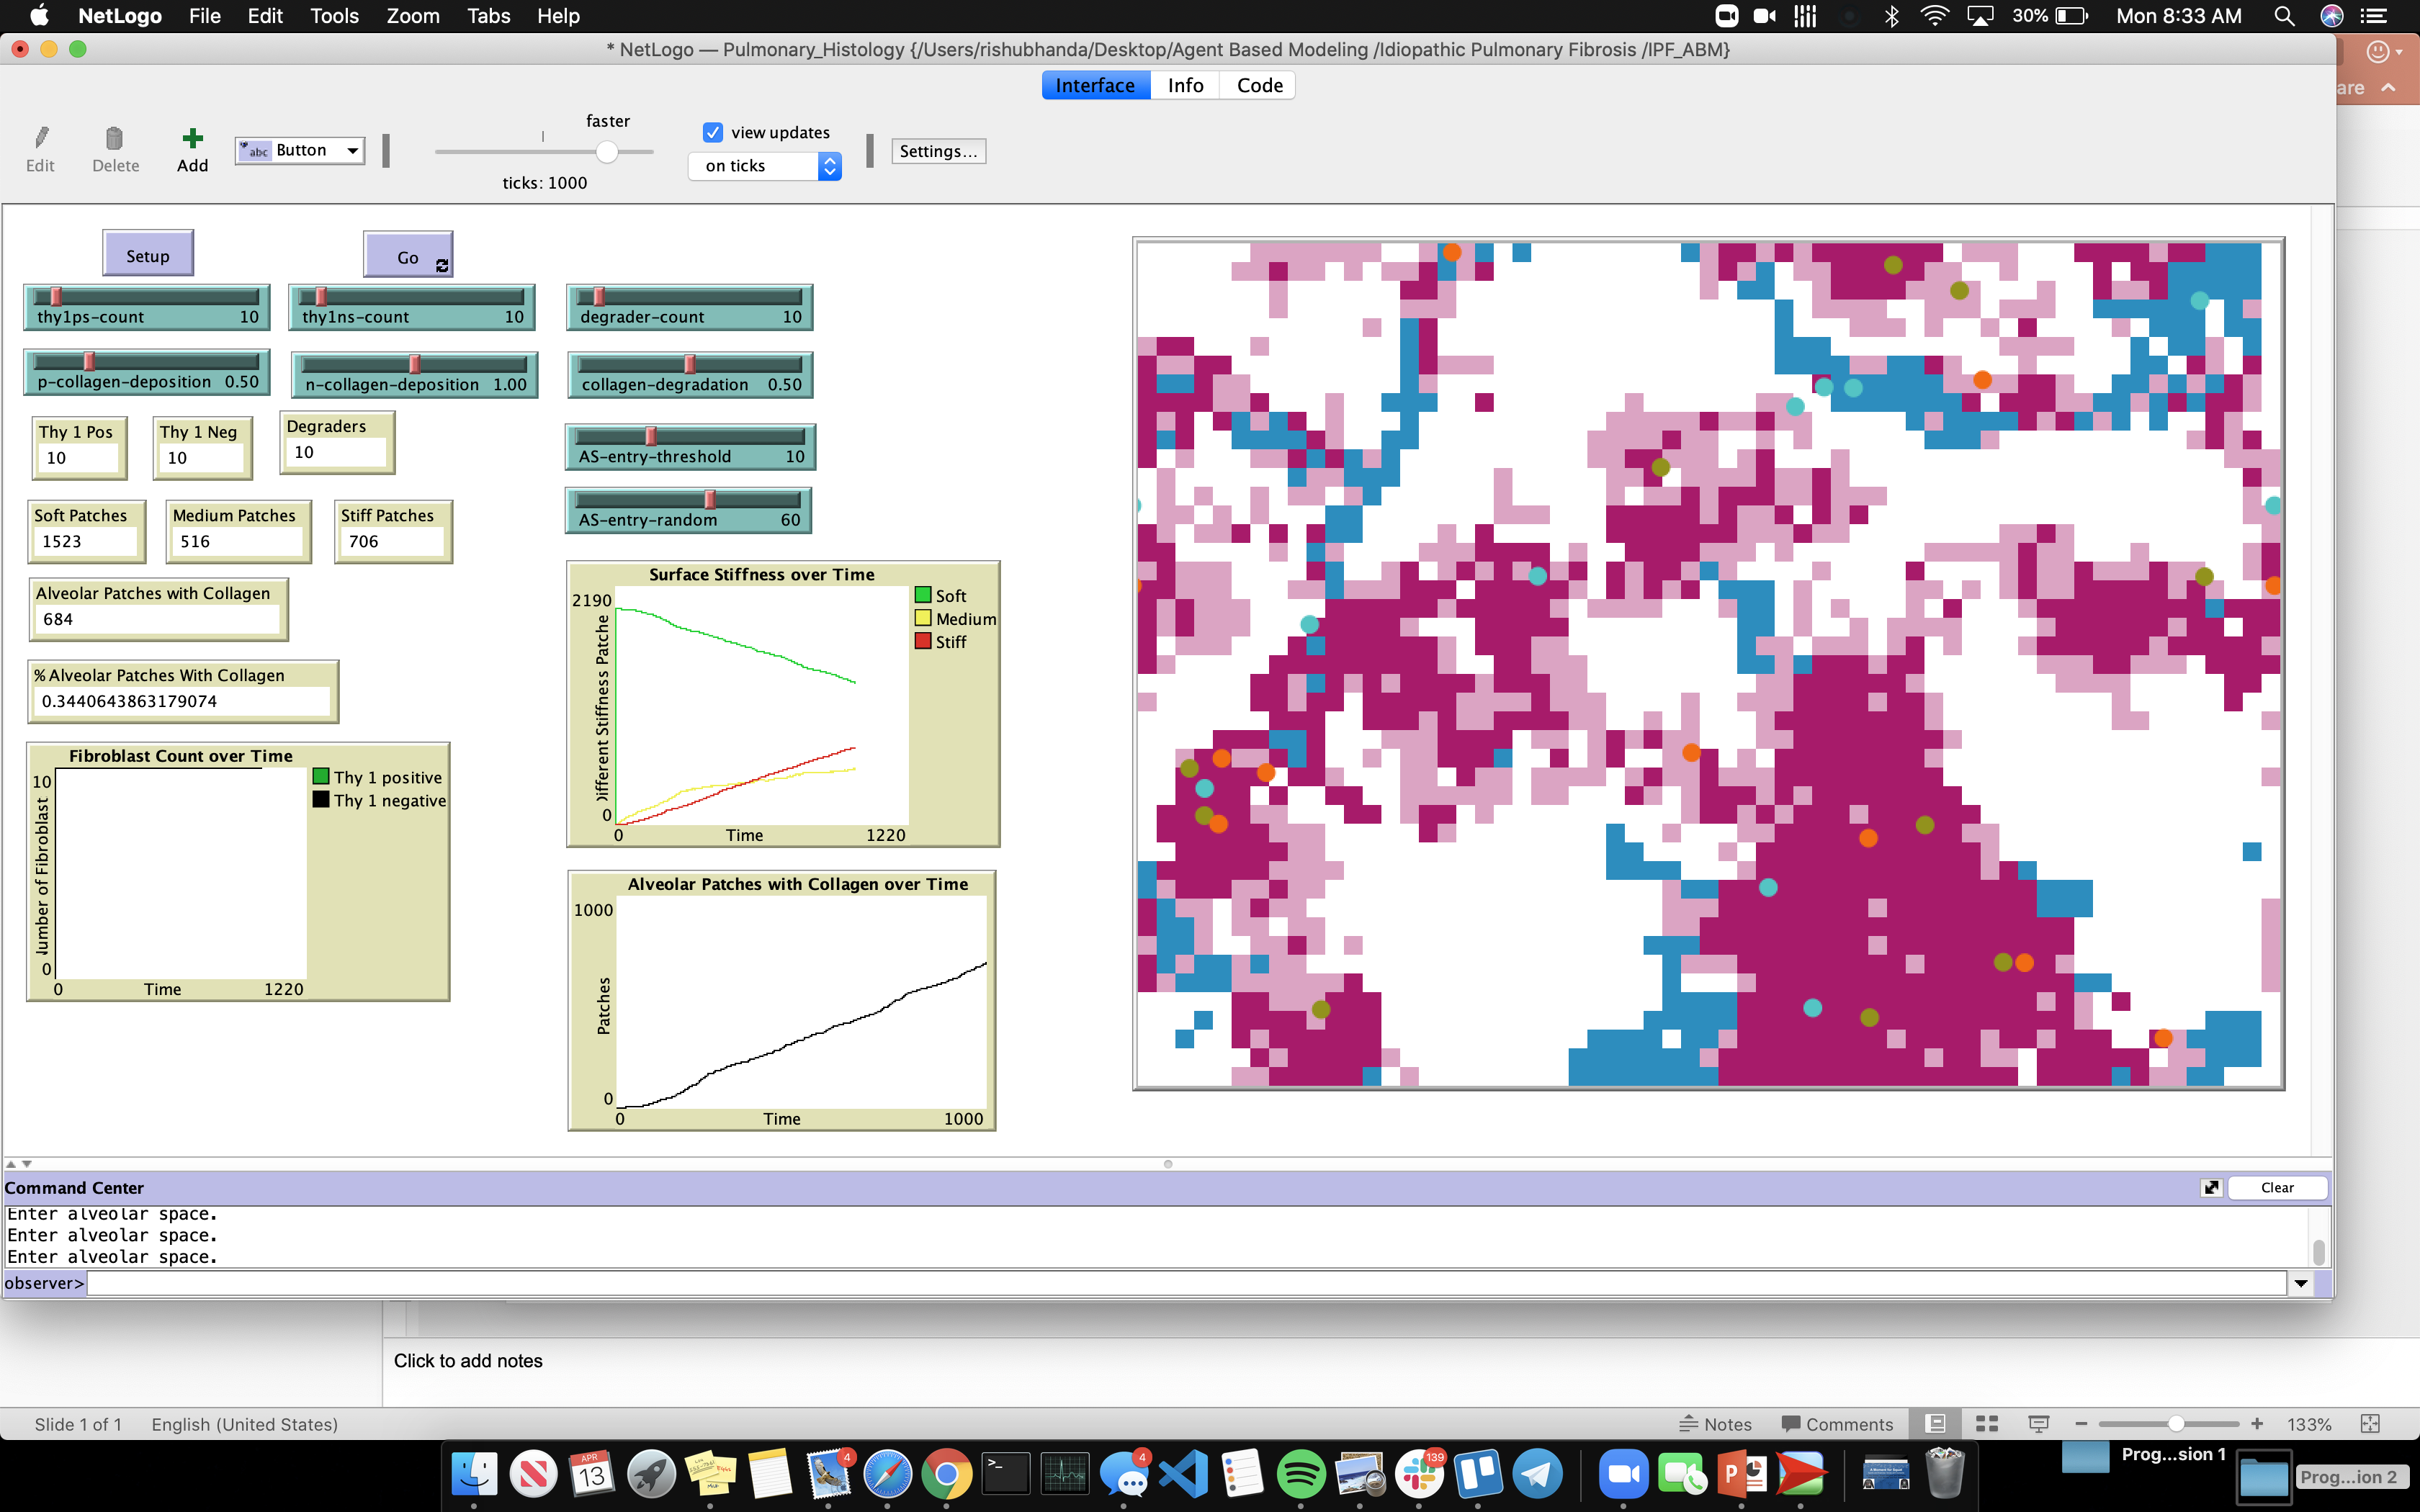 NetLogo File Edit Tools Zoom Tabs Help 30% Mon 8:33 AM
* NetLogo — Pulmonary_Histology {/Users/rishubhanda/Desktop/Agent Based Modeling /Idiopathic Pulmonary Fibrosis /IPF_ABM}
are
Interface Info Code
Edit Delete Add abc Button
faster
ticks: 1000
view updates
on ticks
Settings...
Setup Go
thy1ps-count 10 thy1ns-count 10 degrader-count 10
p-collagen-deposition 0.50 n-collagen-deposition 1.00 collagen-degradation 0.50
Thy 1 Pos
10
Thy 1 Neg
10
Degraders
10
AS-entry-threshold 10
AS-entry-random 60
Soft Patches
1523
Medium Patches
516
Stiff Patches
706
Alveolar Patches with Collagen
684
% Alveolar Patches With Collagen
0.3440643863179074
Fibroblast Count over Time
10
0
Fibroblast
0 Time 1220
Thy 1 positive
Thy 1 negative
Surface Stiffness over Time
2190
0
Stiffness Patche
0 Time 1220
Soft
Medium
Stiff
Alveolar Patches with Collagen over Time
1000
0
Patches
0 Time 1000
Command Center
Clear
Enter alveolar space.
Enter alveolar space.
Enter alveolar space.
observer>
Click to add notes
Slide 1 of 1 English (United States) Notes Comments 133%
APR
13
4
4
139
Prog...sion 1
Prog...ion 2